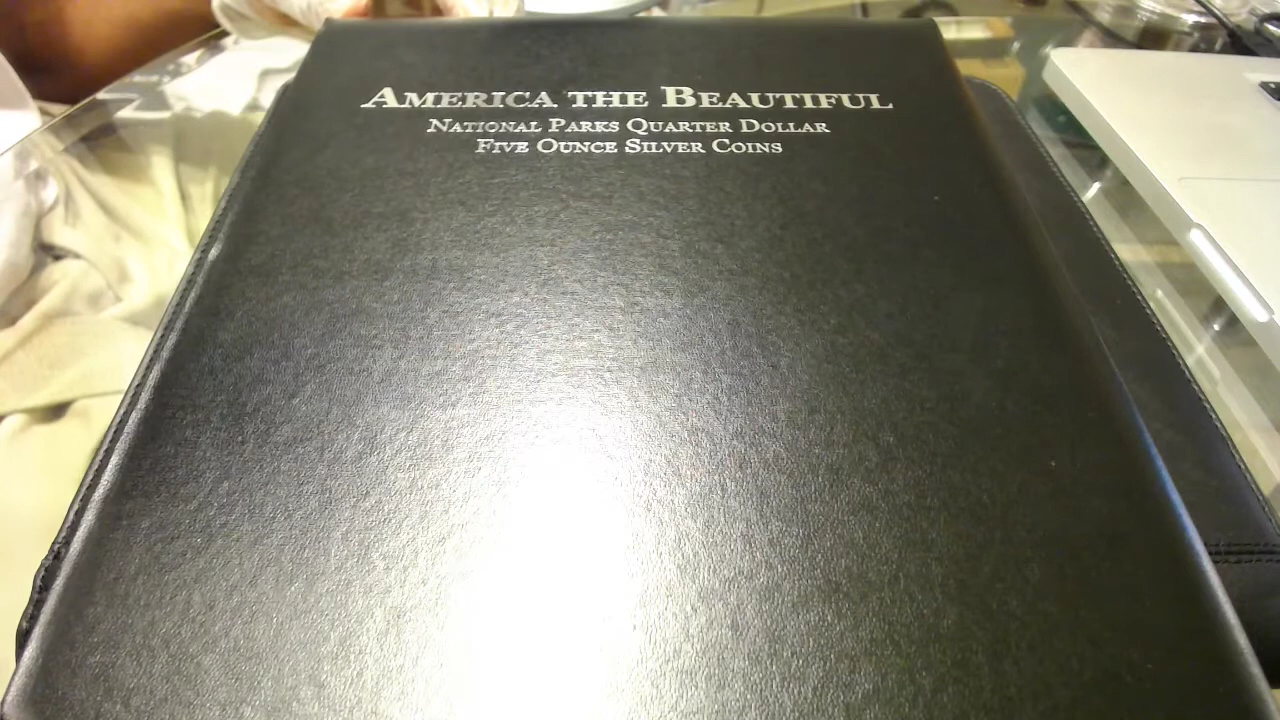 America the Beautiful
National Parks Quarter Dollar
Five Ounce Silver Coins